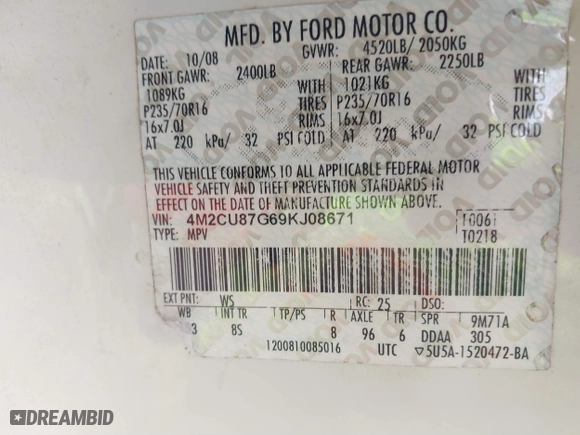 MFD. BY FORD MOTOR CO.
DATE: 10/08 GVWR: 4520LB/ 2050KG
FRONT GAWR: 2400LB REAR GAWR: 2250LB
1089KG WITH 1021KG WITH
P235/70R16 TIRES P235/70R16 TIRES
16x7.0J RIMS 16x7.0J RIMS
AT 220 kPa/ 32 PSI COLD AT 220 kPa/ 32 PSI COLD
THIS VEHICLE CONFORMS TO ALL APPLICABLE FEDERAL MOTOR
VEHICLE SAFETY AND THEFT PREVENTION STANDARDS IN
EFFECT ON THE DATE OF MANUFACTURE SHOWN ABOVE.
VIN: 4M2CU87G69KJ08671 T0061
TYPE: MPV T0218
EXT PNT: WS RC: 25 DSO:
WB INT TR TP/PS R AXLE TR SPR 9M71A
3 8S 8 96 6 DDAA 305
1200810085016 UTC ▽5U5A-1520472-BA
VOID VOID VOID
DREAMBID